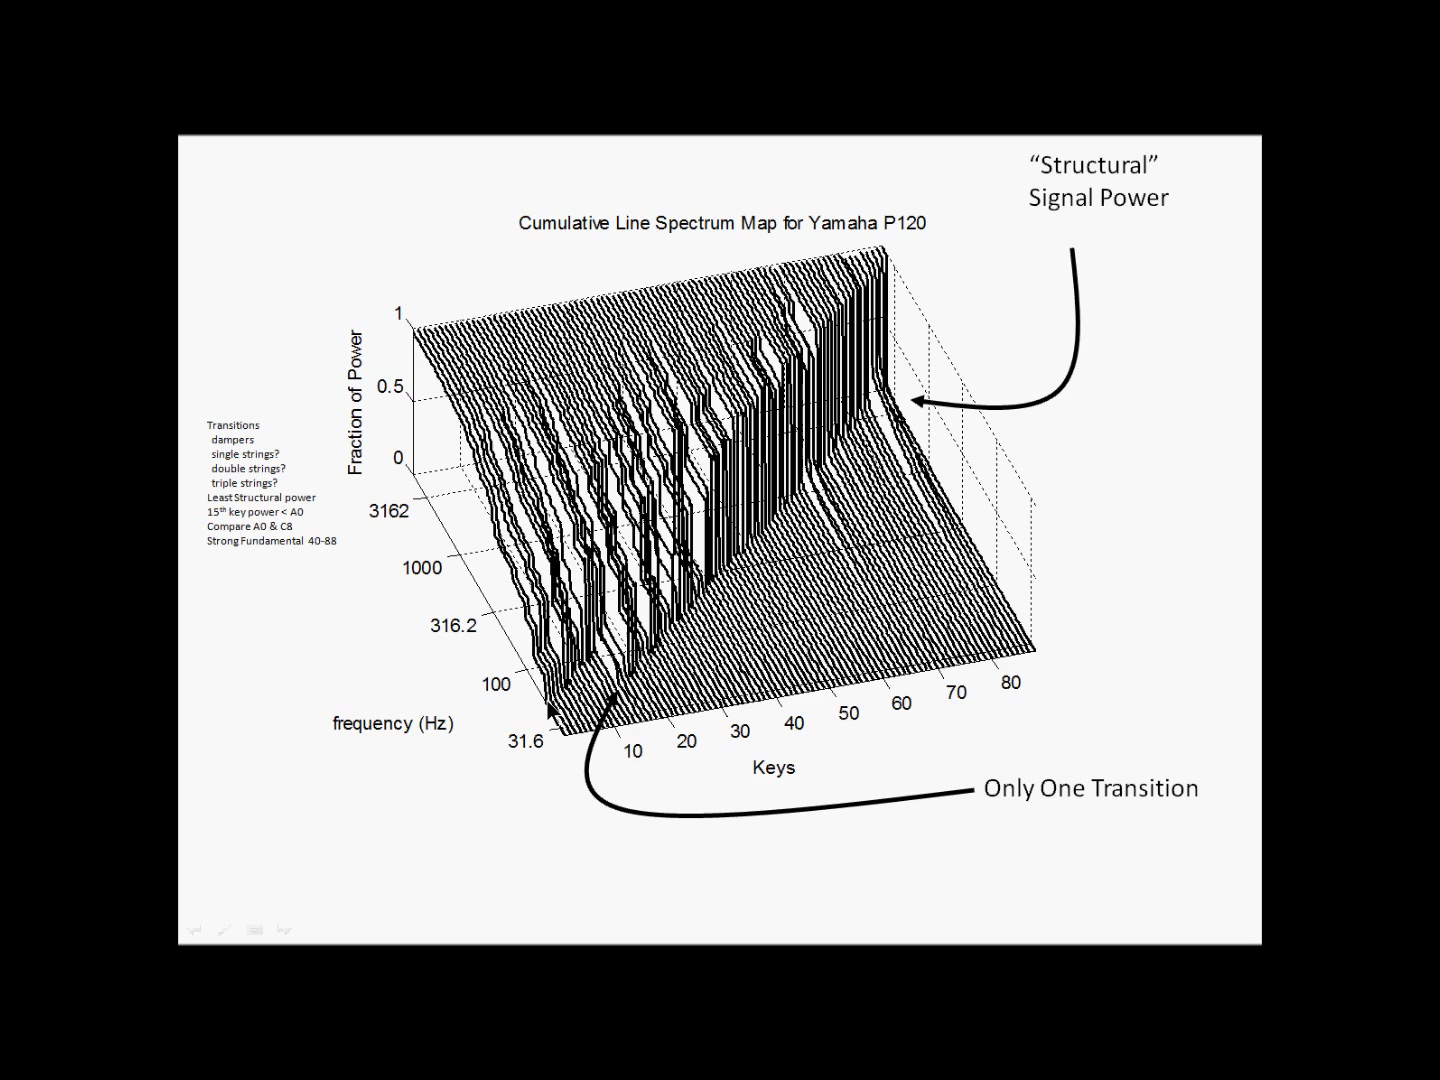 “Structural”
Signal Power
Cumulative Line Spectrum Map for Yamaha P120
1
0.5
0
Fraction of Power
3162
1000
316.2
100
31.6
frequency (Hz)
10
20
30
40
50
60
70
80
Keys
Transitions
dampers
single strings?
double strings?
triple strings?
Least Structural power
15th key power < A0
Compare A0 & C8
Strong Fundamental 40-88
Only One Transition